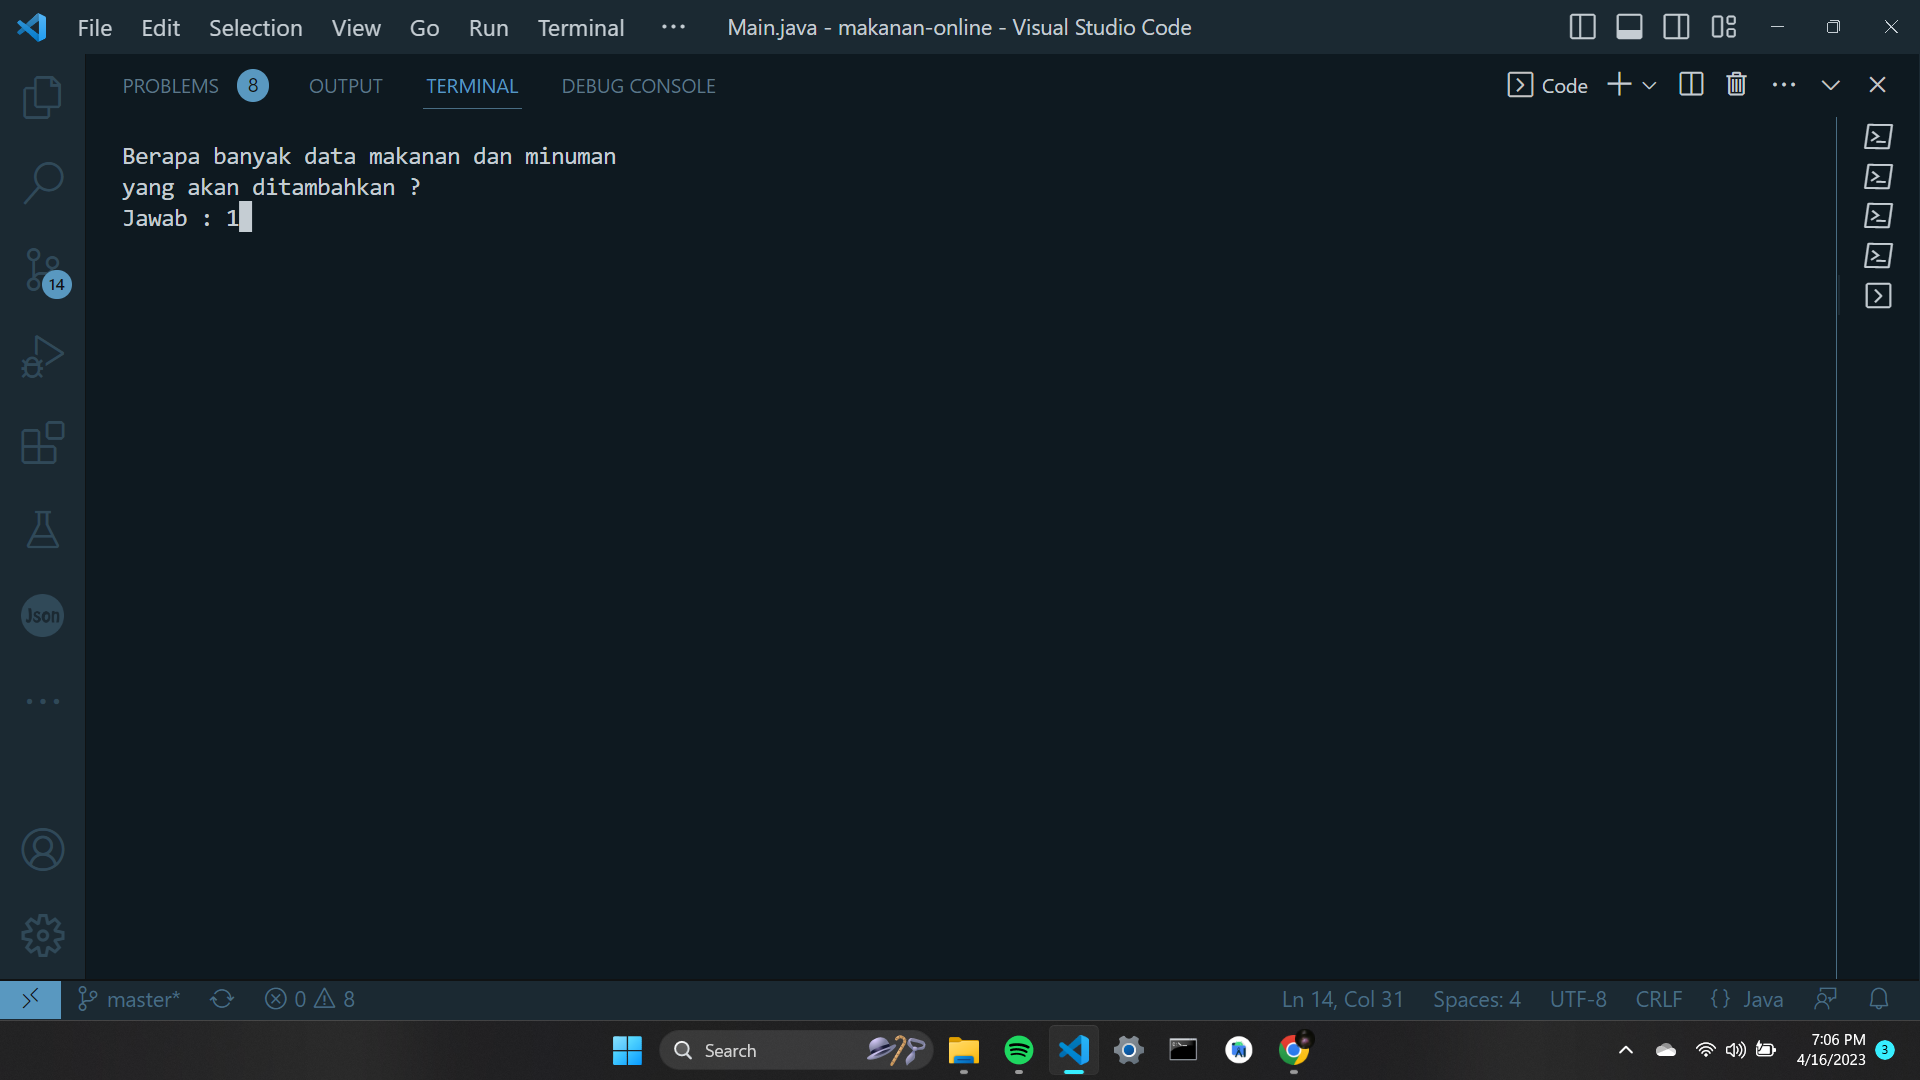 File Edit Selection View Go Run Terminal ··· Main.java - makanan-online - Visual Studio Code
PROBLEMS 8 OUTPUT TERMINAL DEBUG CONSOLE Code
Berapa banyak data makanan dan minuman
yang akan ditambahkan ?
Jawab : 1
14
Json
master* 0 8 Ln 14, Col 31 Spaces: 4 UTF-8 CRLF {} Java
Search
7:06 PM
4/16/2023 3